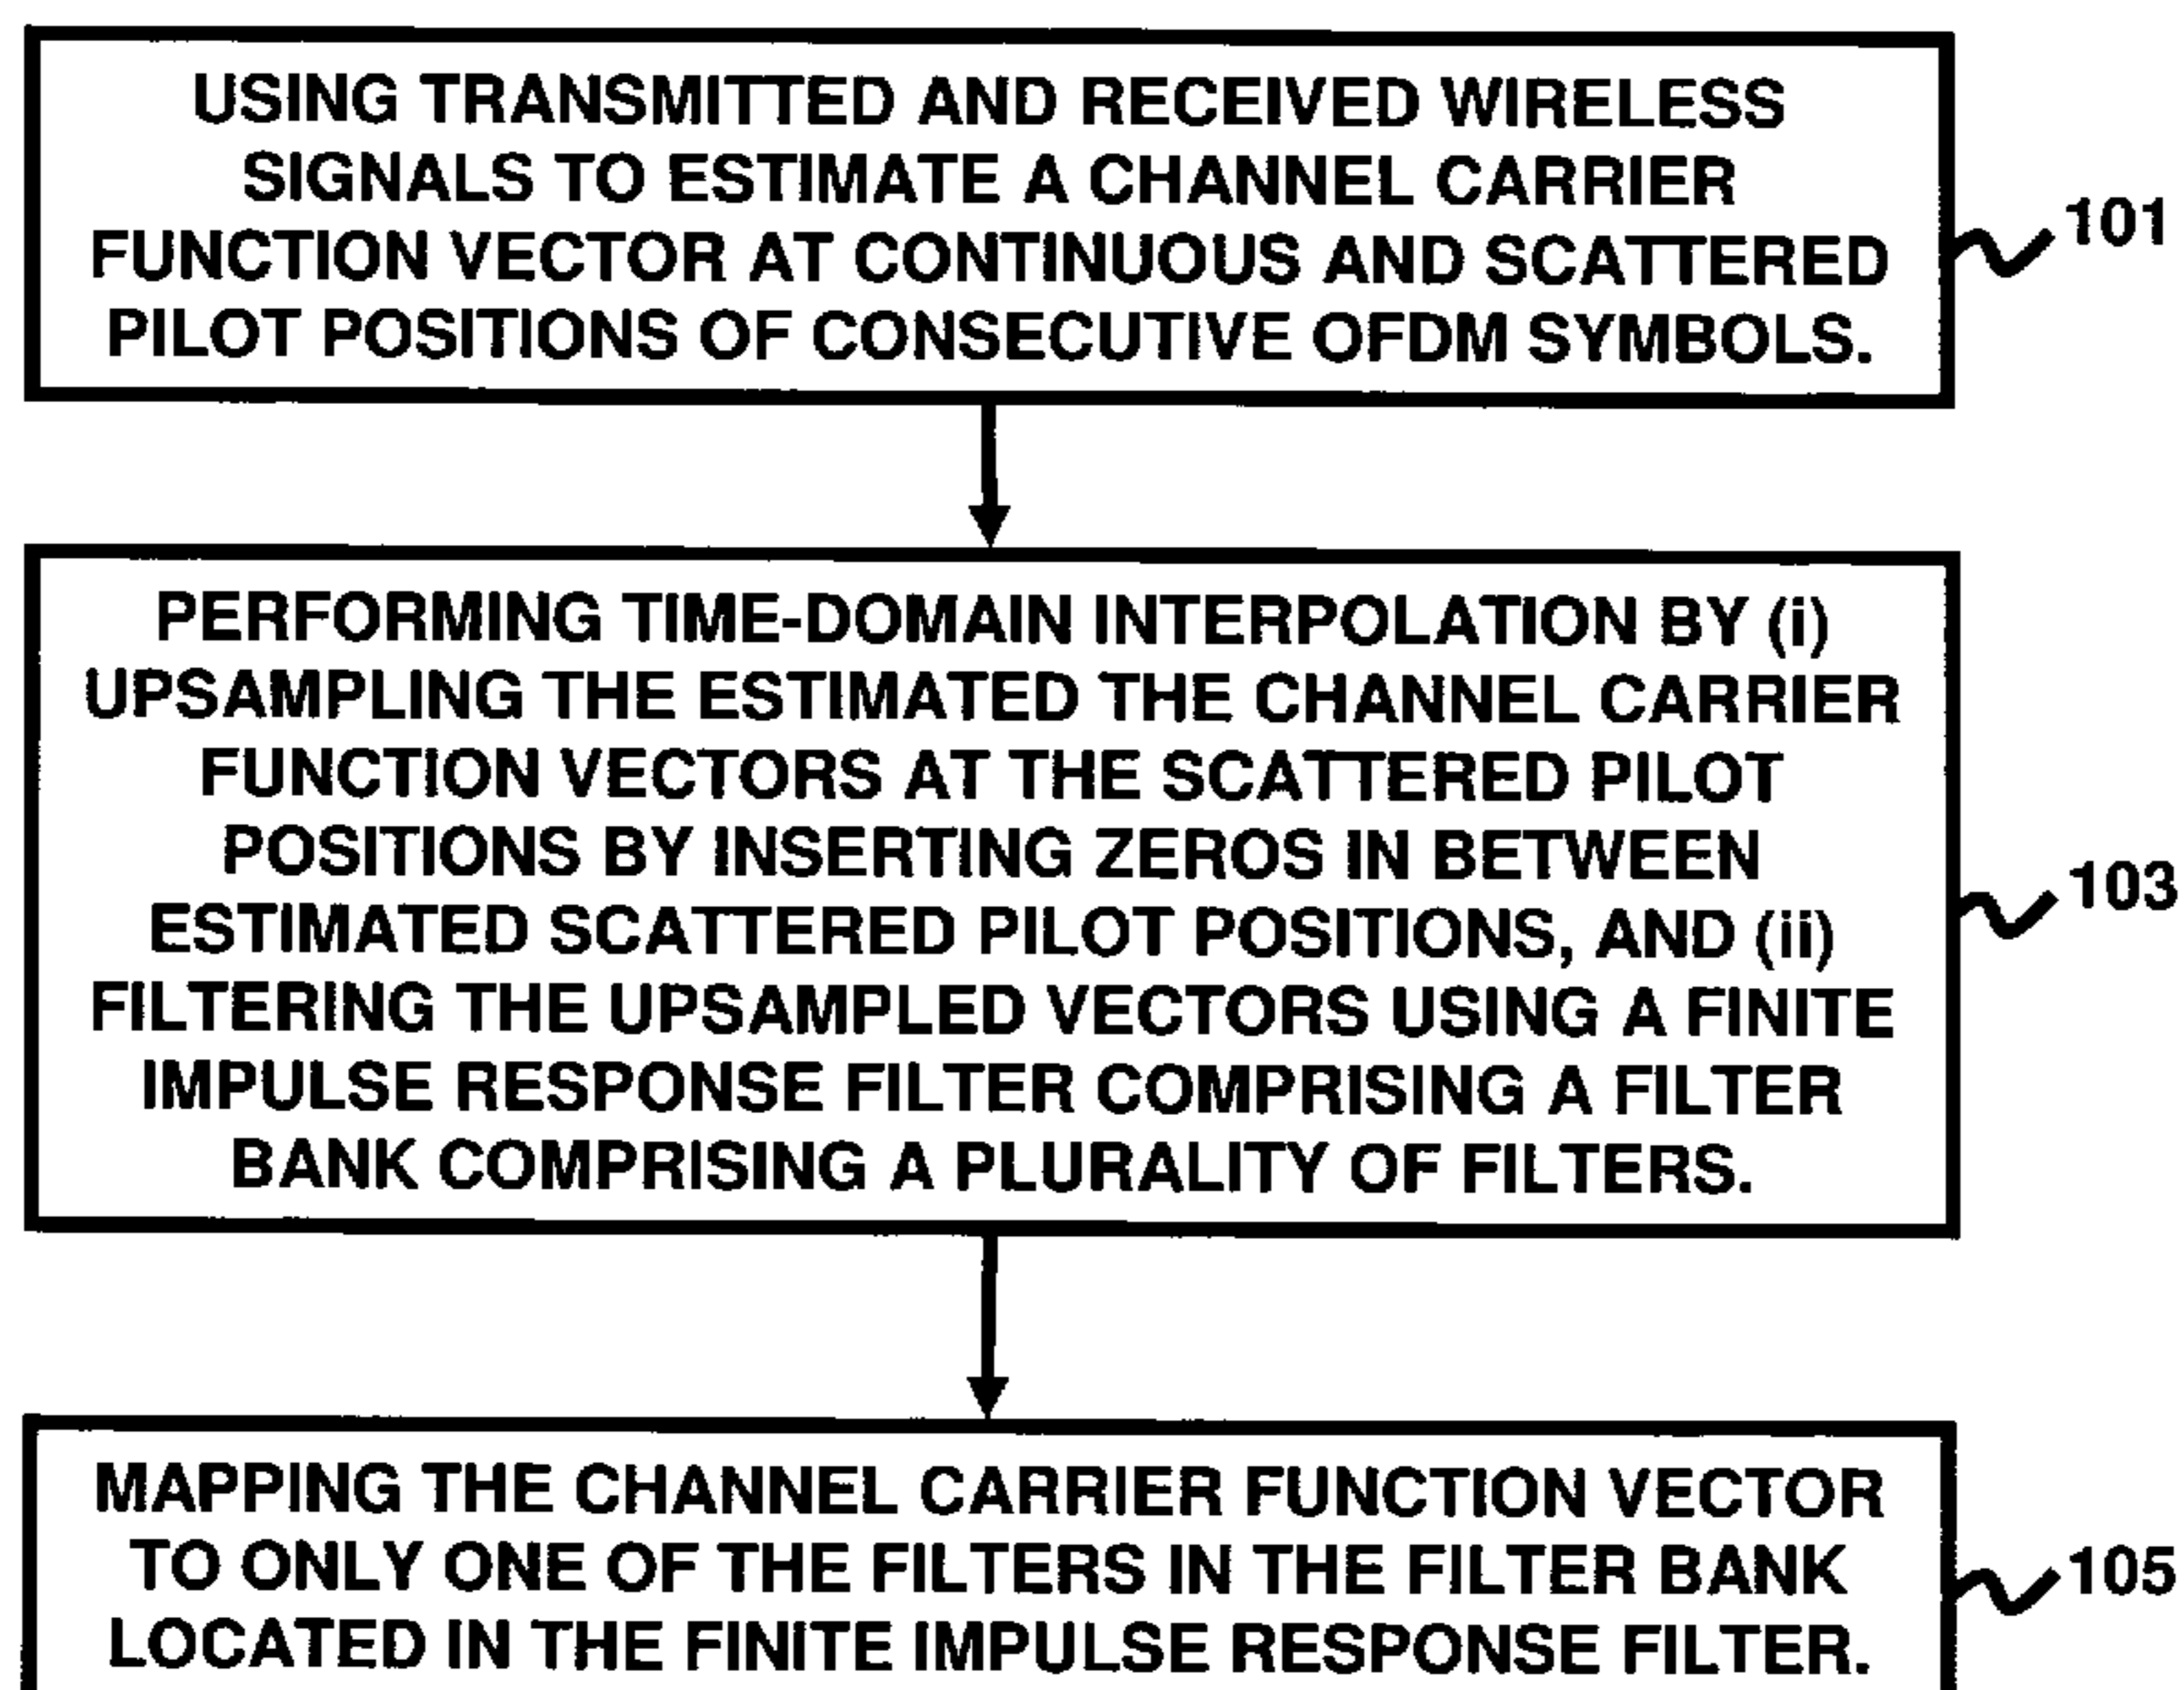 USING TRANSMITTED AND RECEIVED WIRELESS
SIGNALS TO ESTIMATE A CHANNEL CARRIER
FUNCTION VECTOR AT CONTINUOUS AND SCATTERED
PILOT POSITIONS OF CONSECUTIVE OFDM SYMBOLS.
101
PERFORMING TIME-DOMAIN INTERPOLATION BY (i)
UPSAMPLING THE ESTIMATED THE CHANNEL CARRIER
FUNCTION VECTORS AT THE SCATTERED PILOT
POSITIONS BY INSERTING ZEROS IN BETWEEN
ESTIMATED SCATTERED PILOT POSITIONS, AND (ii)
FILTERING THE UPSAMPLED VECTORS USING A FINITE
IMPULSE RESPONSE FILTER COMPRISING A FILTER
BANK COMPRISING A PLURALITY OF FILTERS.
103
MAPPING THE CHANNEL CARRIER FUNCTION VECTOR
TO ONLY ONE OF THE FILTERS IN THE FILTER BANK
LOCATED IN THE FINITE IMPULSE RESPONSE FILTER.
105